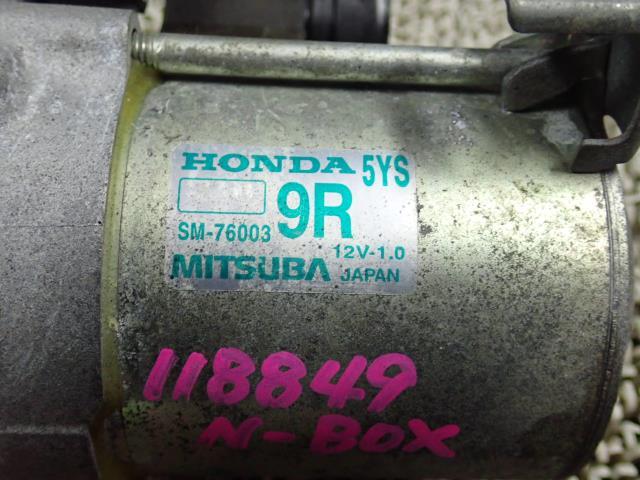 HONDA 5YS
9R
SM-76003
12V-1.0
MITSUBA JAPAN
118849
N-BOX